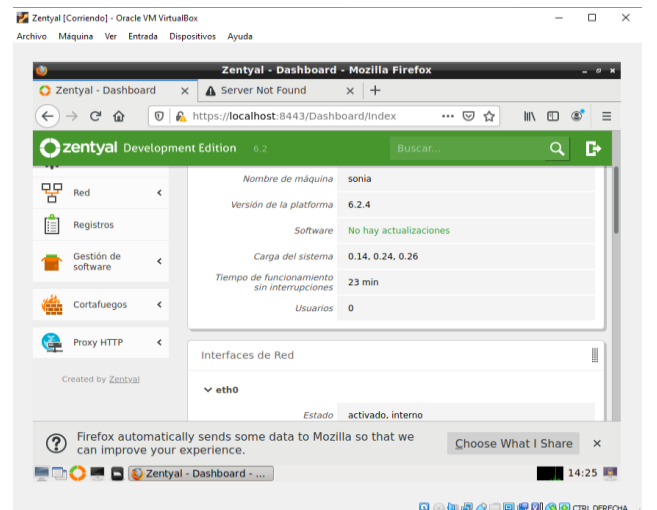 Zentyal [Corriendo] - Oracle VM VirtualBox
Archivo Máquina Ver Entrada Dispositivos Ayuda
Zentyal - Dashboard - Mozilla Firefox
Zentyal - Dashboard
Server Not Found
https://localhost:8443/Dashboard/Index
zentyal Development Edition 6.2
Buscar...
Red
Registros
Gestión de
software
Cortafuegos
Proxy HTTP
Created by Zentyal
Nombre de máquina sonia
Versión de la plataforma 6.2.4
Software No hay actualizaciones
Carga del sistema 0.14, 0.24, 0.26
Tiempo de funcionamiento
sin interrupciones 23 min
Usuarios 0
Interfaces de Red
eth0
Estado activado, interno
Firefox automatically sends some data to Mozilla so that we
can improve your experience.
Choose What I Share
Zentyal - Dashboard - ...
14:25
CTRL DERECHA